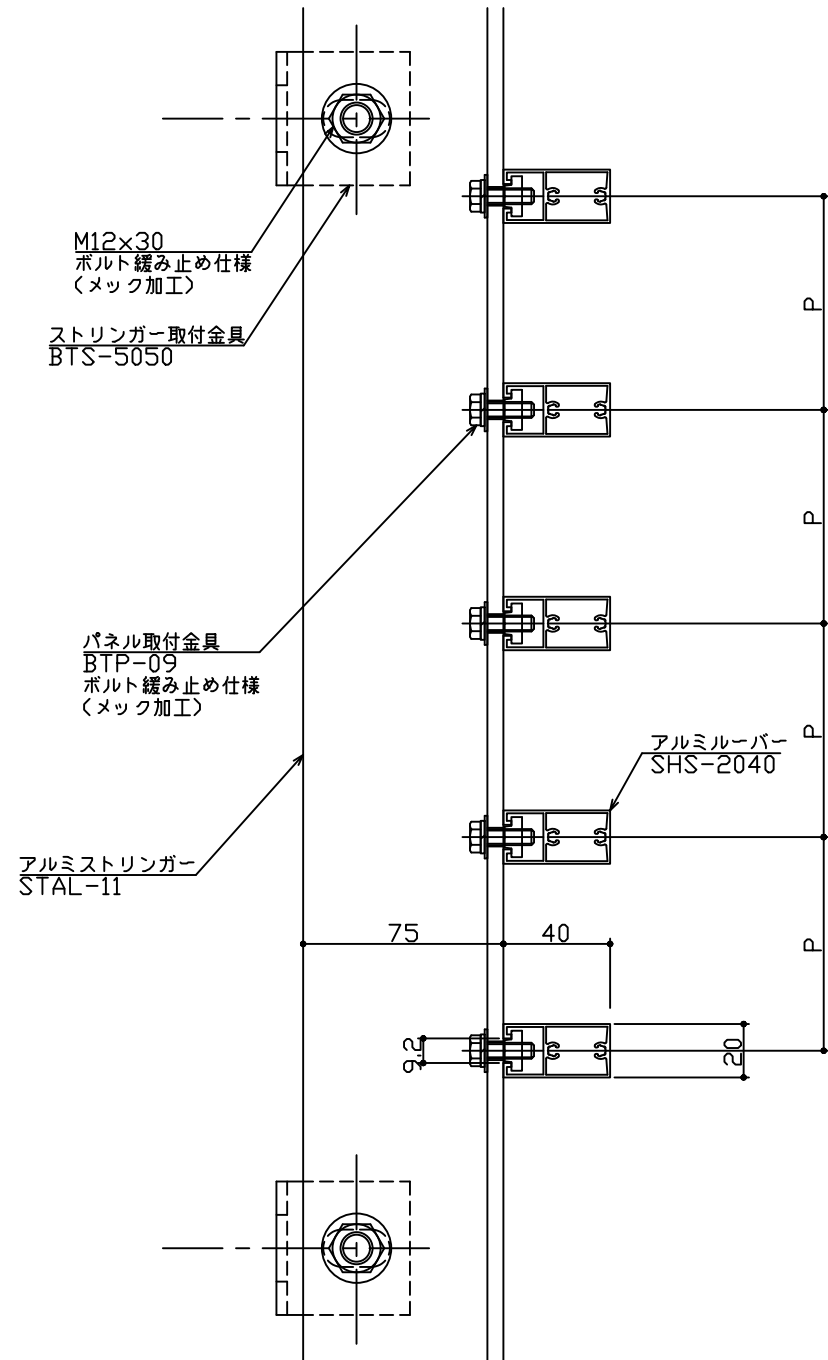 M12×30
ボルト緩み止め仕様
(メック加工)
P
ストリンガー取付金具
BTS-5050
P
パネル取付金具
BTP-09
ボルト緩み止め仕様
(メック加工)
P
アルミルーバー
SHS-2040
アルミストリンガー
STAL-11
75
40
P
9.2
20